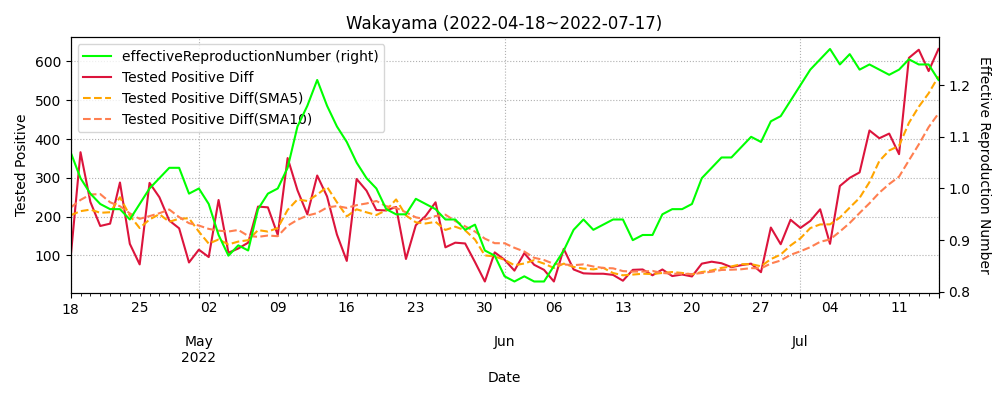 Wakayama (2022-04-18~2022-07-17)
effectiveReproductionNumber (right)
Tested Positive Diff
Tested Positive Diff(SMA5)
Tested Positive Diff(SMA10)
Tested Positive
600
500
400
300
200
100
Effective Reproduction Number
1.2
1.1
1.0
0.9
0.8
18 25 02 09 16 23 30 06 13 20 27 04 11
May Jun Jul
2022
Date